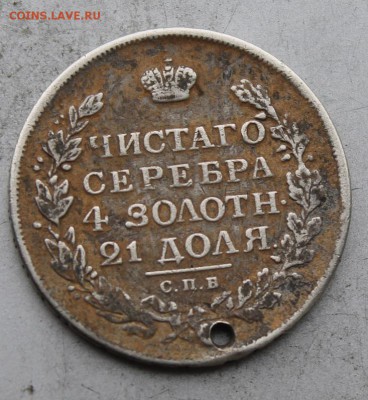 COINS.LAVE.RU
ЧИСТАГО
СЕРЕБРА
4 ЗОЛОТН.
21 ДОЛЯ.
С.П.Б